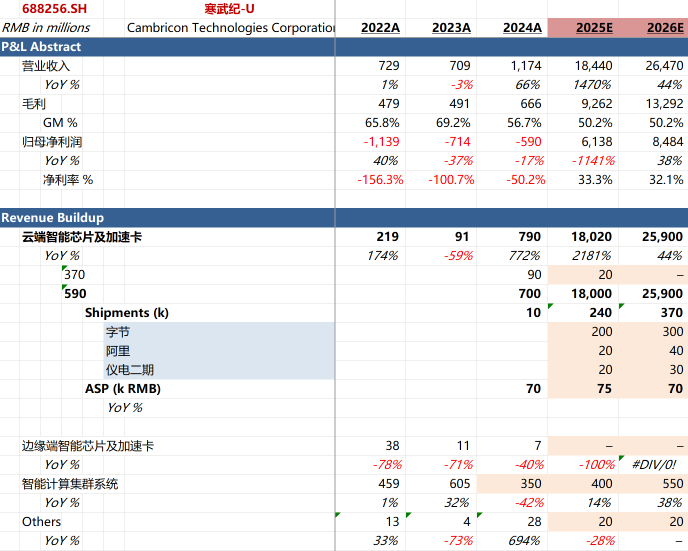 688256.SH 寒武纪-U
RMB in millions Cambricon Technologies Corporation 2022A 2023A 2024A 2025E 2026E
P&L Abstract
营业收入 729 709 1,174 18,440 26,470
YoY % 1% -3% 66% 1470% 44%
毛利 479 491 666 9,262 13,292
GM % 65.8% 69.2% 56.7% 50.2% 50.2%
归母净利润 -1,139 -714 -590 6,138 8,484
YoY % 40% -37% -17% -1141% 38%
净利率 % -156.3% -100.7% -50.2% 33.3% 32.1%
Revenue Buildup
云端智能芯片及加速卡 219 91 790 18,020 25,900
YoY % 174% -59% 772% 2181% 44%
370 90 20 –
590 700 18,000 25,900
Shipments (k) 10 240 370
字节 200 300
阿里 20 40
仪电二期 20 30
ASP (k RMB) 70 75 70
YoY %
边缘端智能芯片及加速卡 38 11 7 – –
YoY % -78% -71% -40% -100% #DIV/0!
智能计算集群系统 459 605 350 400 550
YoY % 1% 32% -42% 14% 38%
Others 13 4 28 20 20
YoY % 33% -73% 694% -28% –